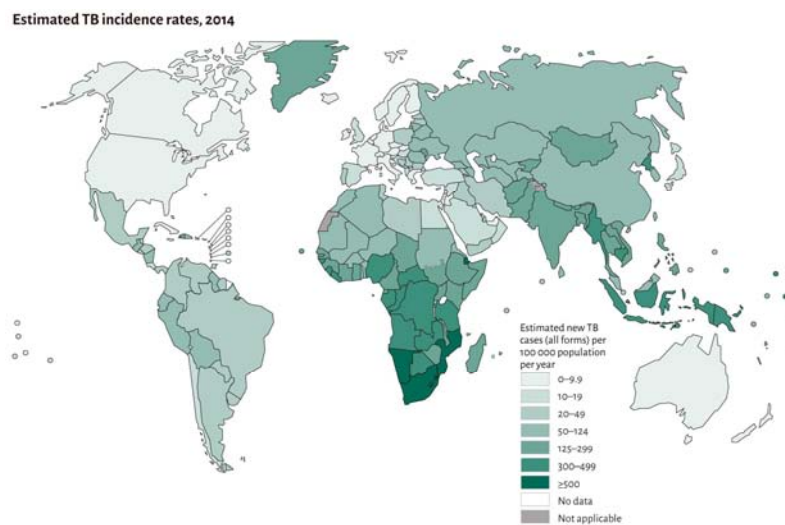 Estimated TB incidence rates, 2014
Estimated new TB
cases (all forms) per
100 000 population
per year
0–9.9
10–19
20–49
50–124
125–299
300–499
≥500
No data
Not applicable